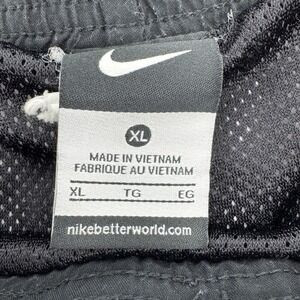 XL
MADE IN VIETNAM
FABRIQUE AU VIETNAM
XL TG EG
nikebetterworld.com